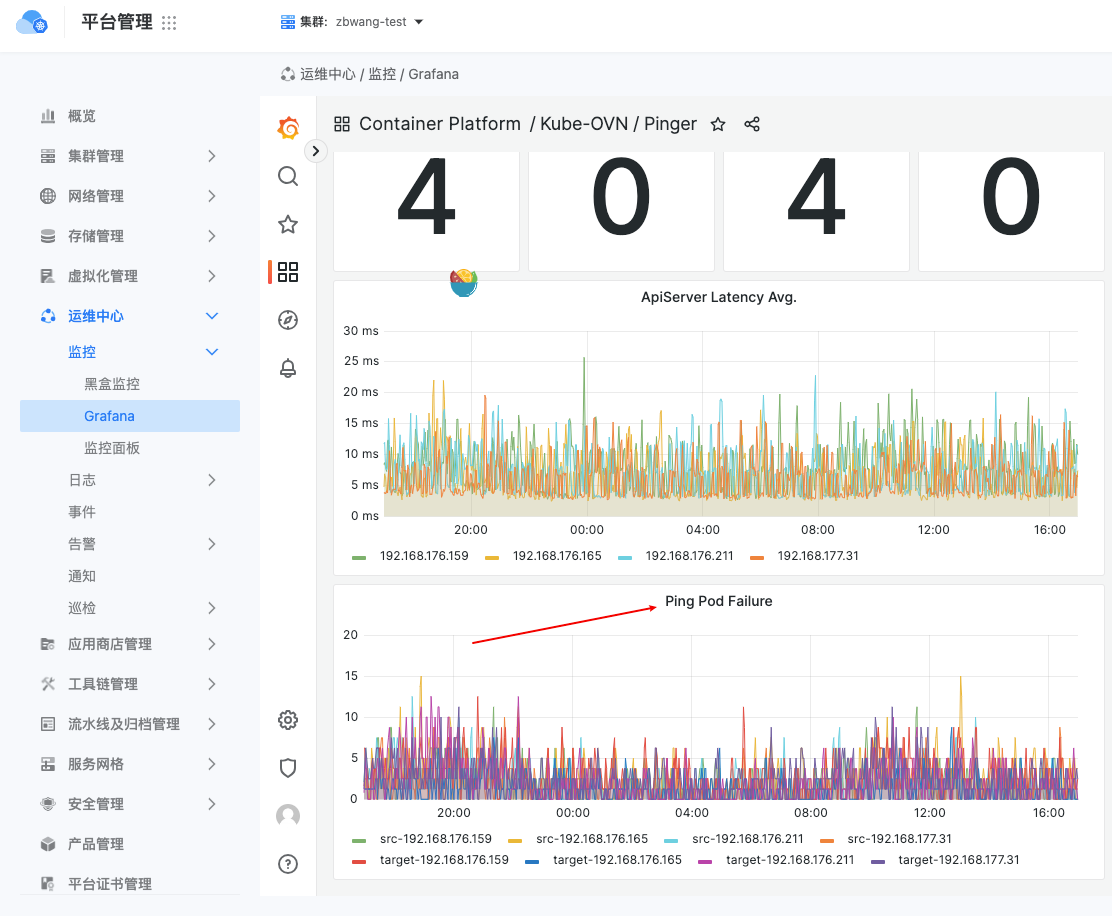 平台管理
集群: zbwang-test
运维中心 / 监控 / Grafana
概览
集群管理
网络管理
存储管理
虚拟化管理
运维中心
监控
黑盒监控
Grafana
监控面板
日志
事件
告警
通知
巡检
应用商店管理
工具链管理
流水线及归档管理
服务网格
安全管理
产品管理
平台证书管理
Container Platform / Kube-OVN / Pinger
4 0 4 0
ApiServer Latency Avg.
30 ms
25 ms
20 ms
15 ms
10 ms
5 ms
0 ms
20:00 00:00 04:00 08:00 12:00 16:00
192.168.176.159 192.168.176.165 192.168.176.211 192.168.177.31
Ping Pod Failure
20
15
10
5
0
20:00 00:00 04:00 08:00 12:00 16:00
src-192.168.176.159 src-192.168.176.165 src-192.168.176.211 src-192.168.177.31
target-192.168.176.159 target-192.168.176.165 target-192.168.176.211 target-192.168.177.31